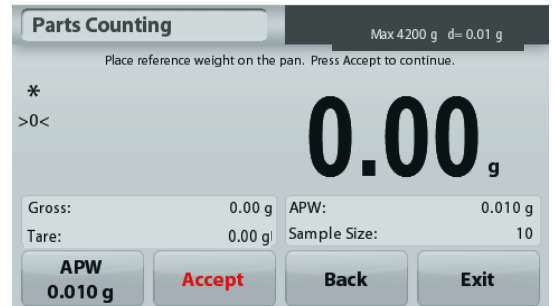 Parts Counting
Max 4200 g d= 0.01 g
Place reference weight on the pan. Press Accept to continue.
*
>0<
0.00 g
Gross: 0.00 g
Tare: 0.00 g
APW: 0.010 g
Sample Size: 10
APW
0.010 g
Accept
Back
Exit